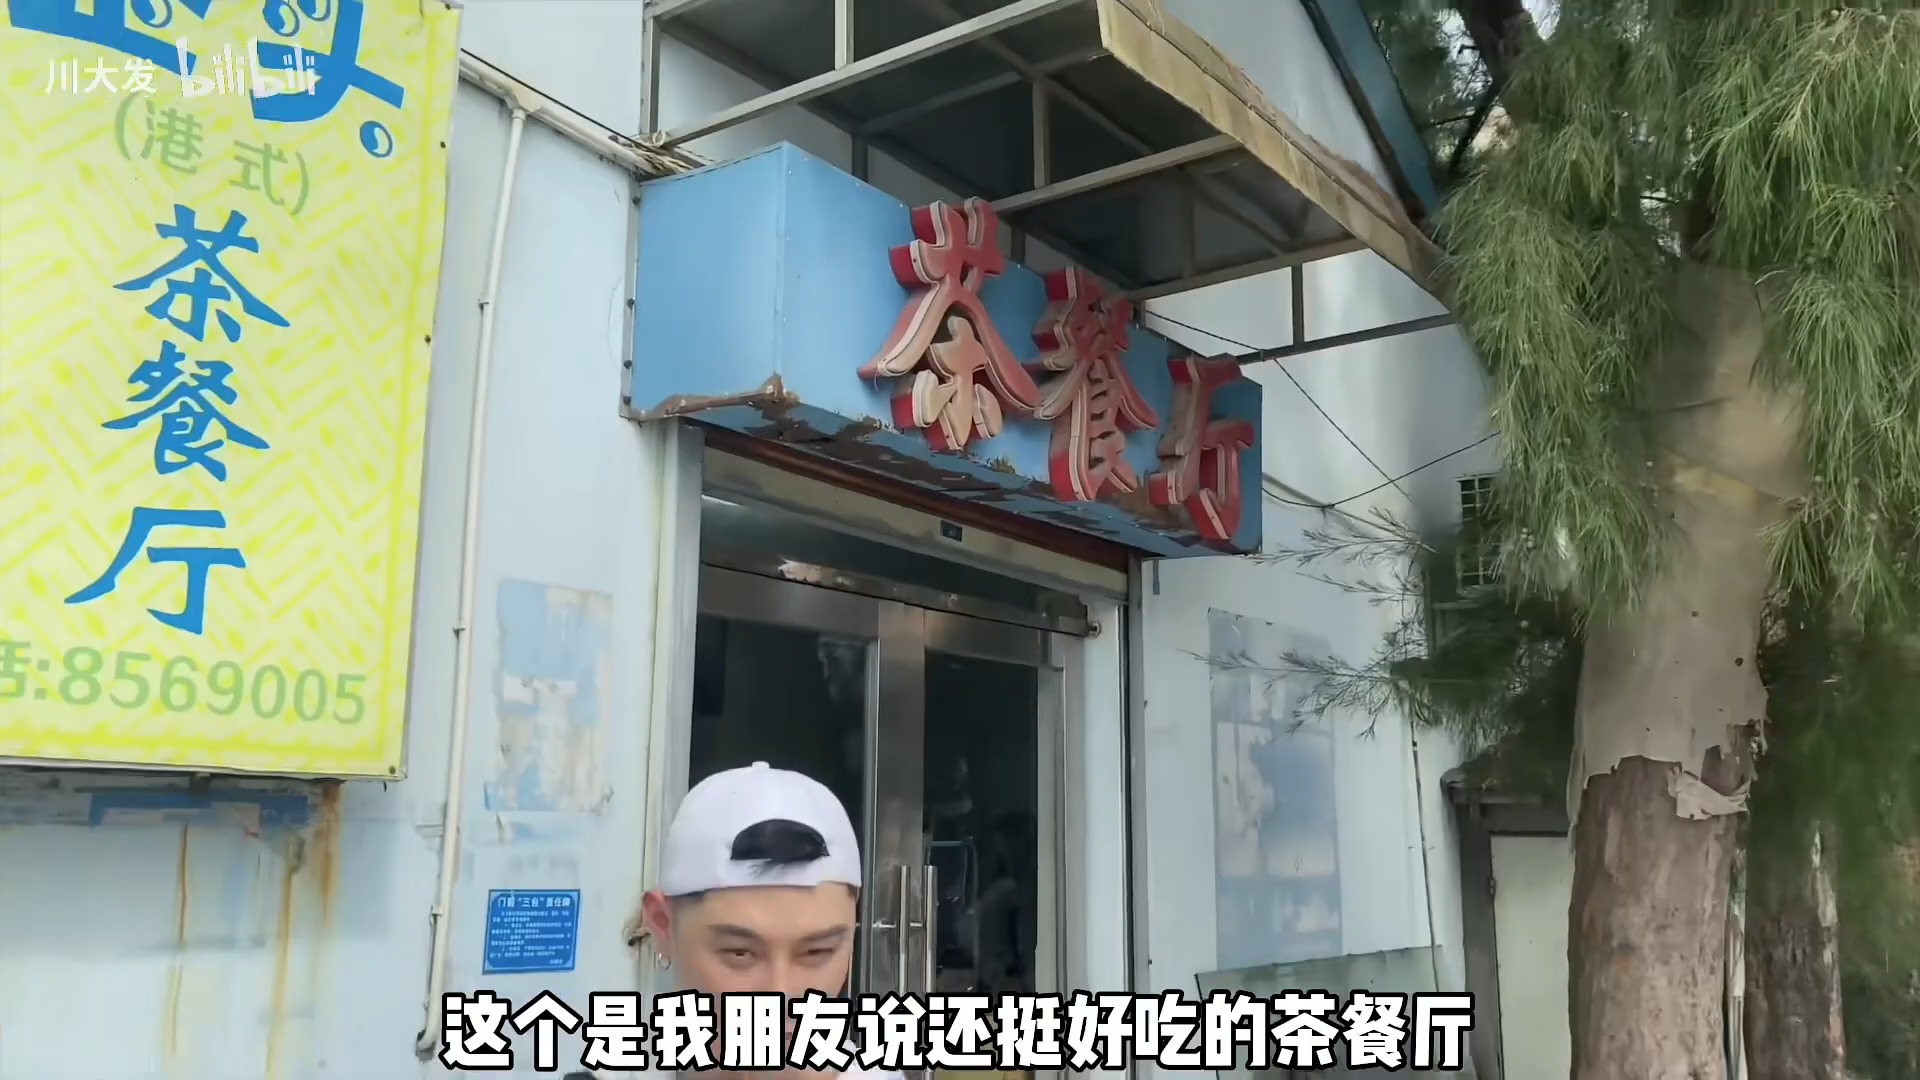 川大发 bilibili
(港式)
茶餐厅
话:8569005
茶餐厅
门前"三包"责任牌
这个是我朋友说还挺好吃的茶餐厅